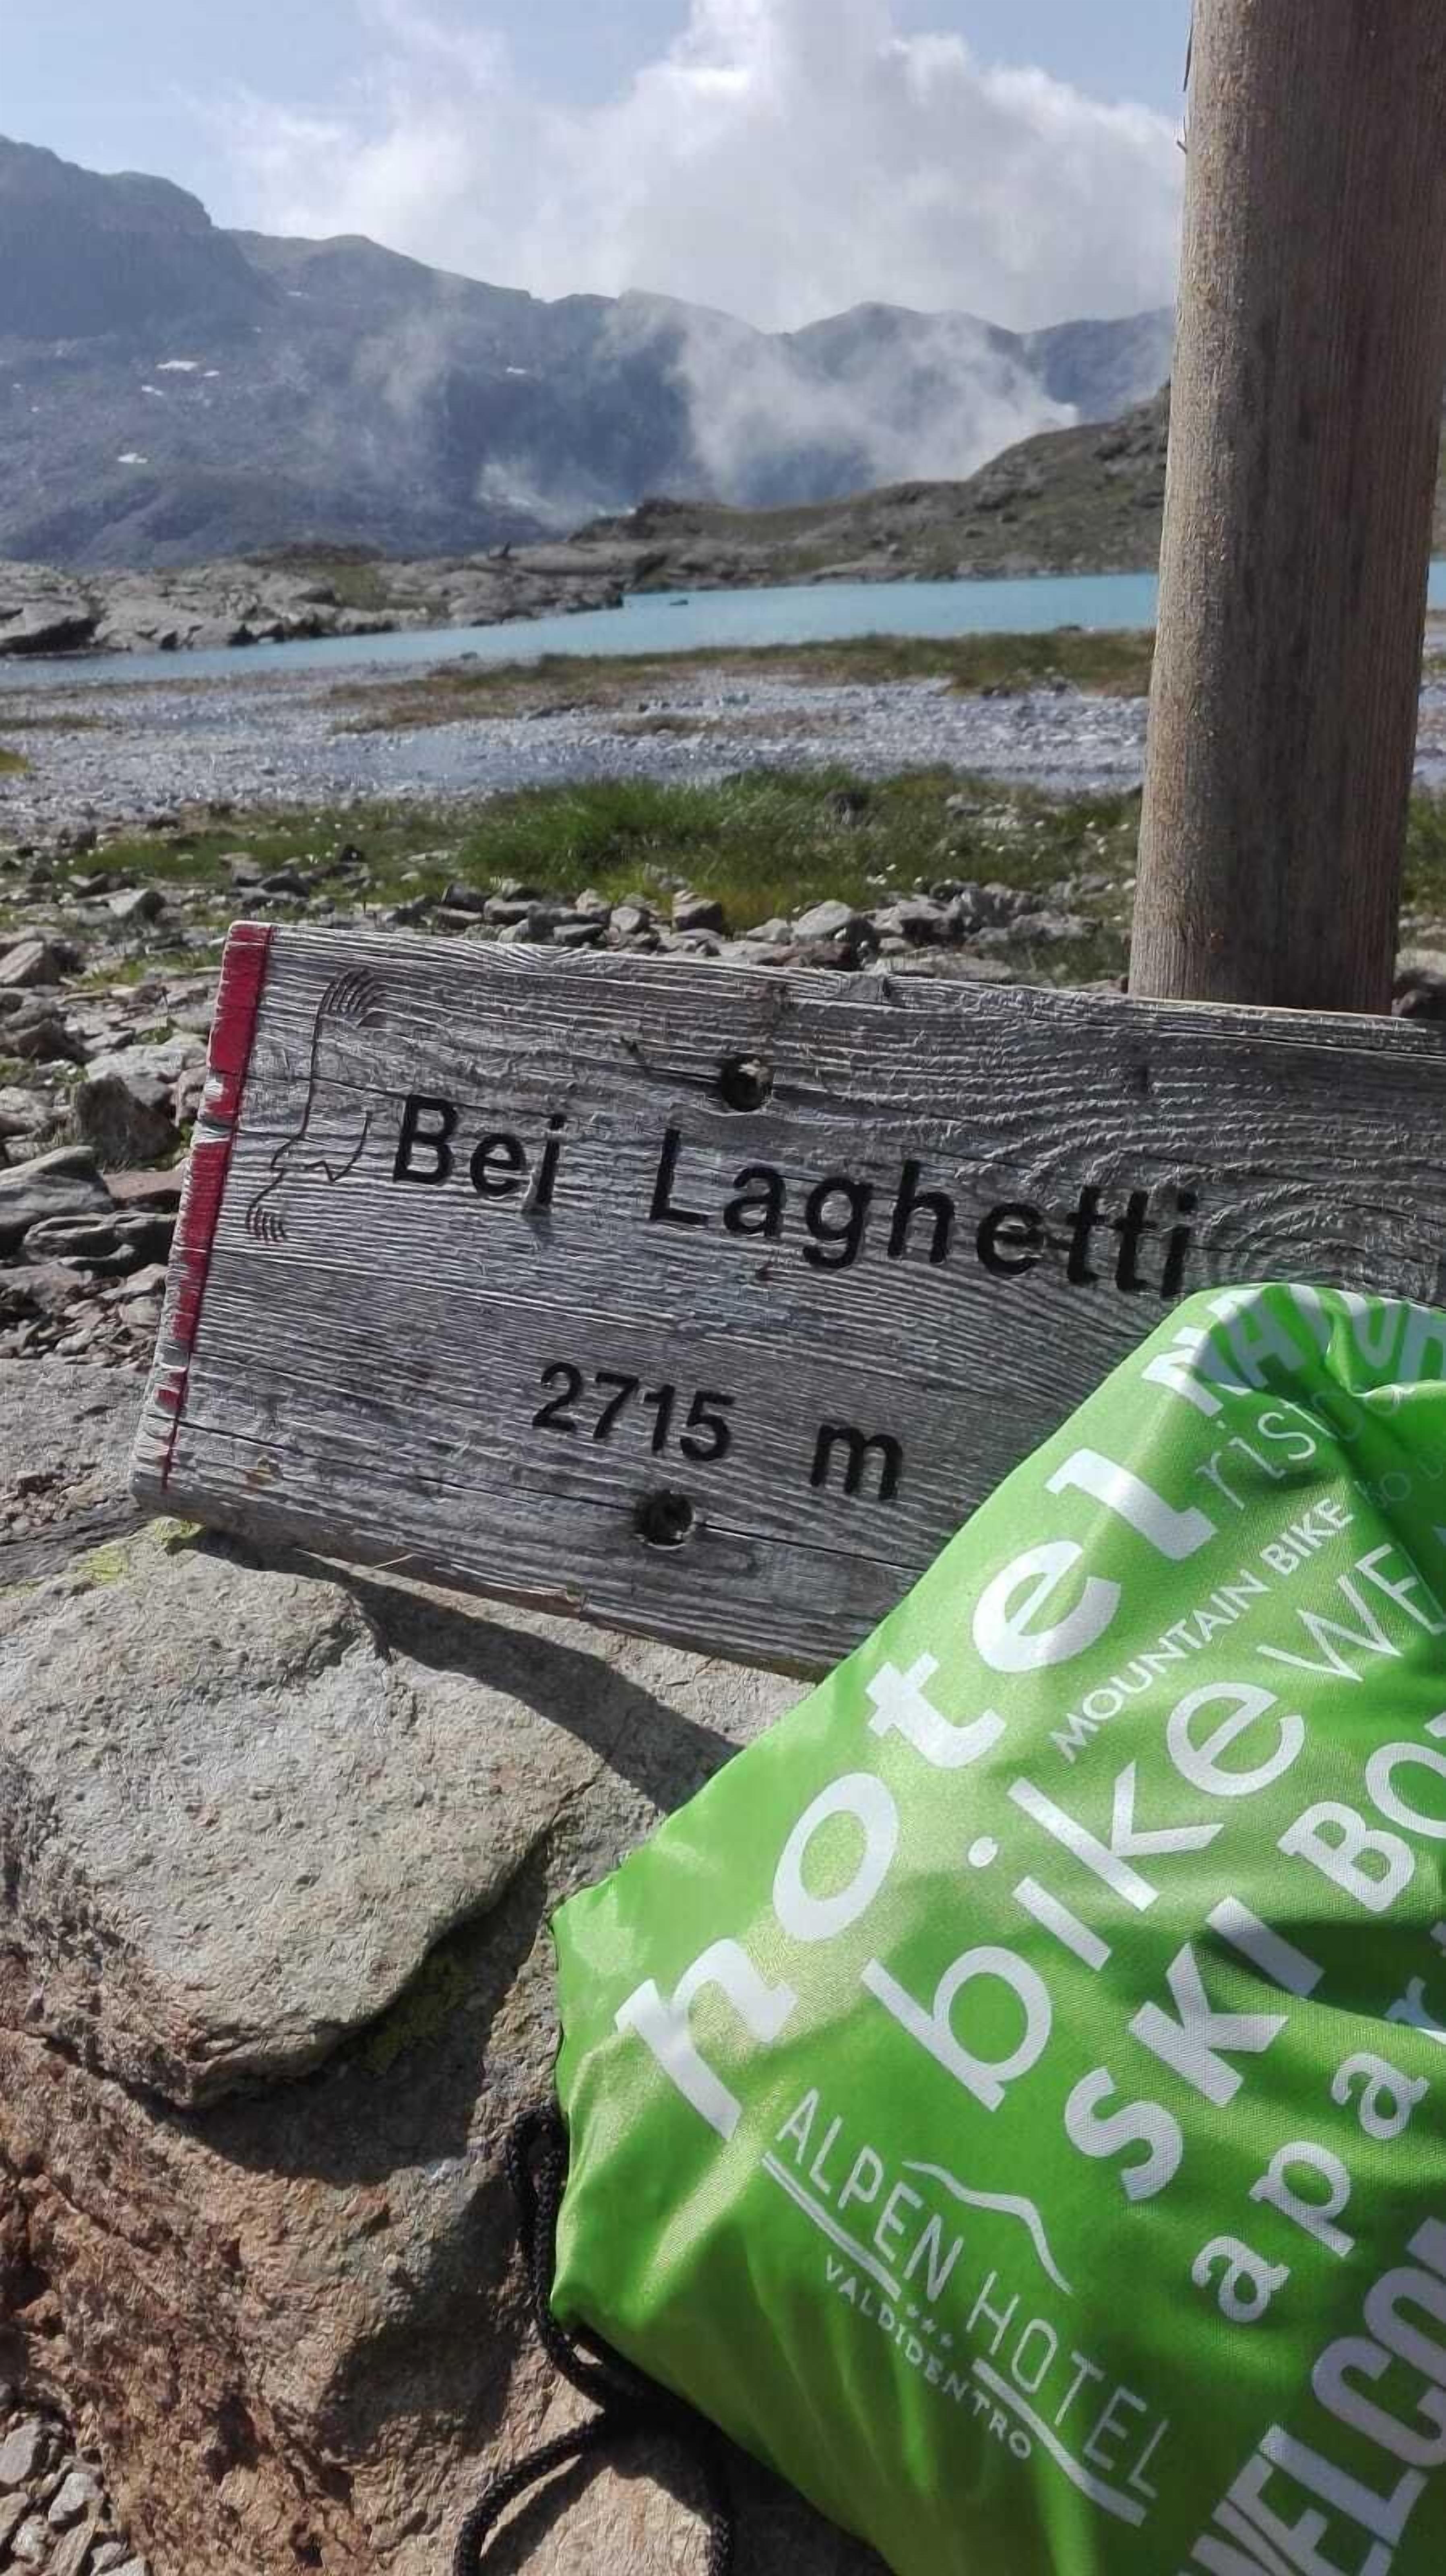 Bei Laghetti
2715 m
hotel
MOUNTAIN BIKE
bike
SKI
ALPEN HOTEL
***
VALDIDENTRO